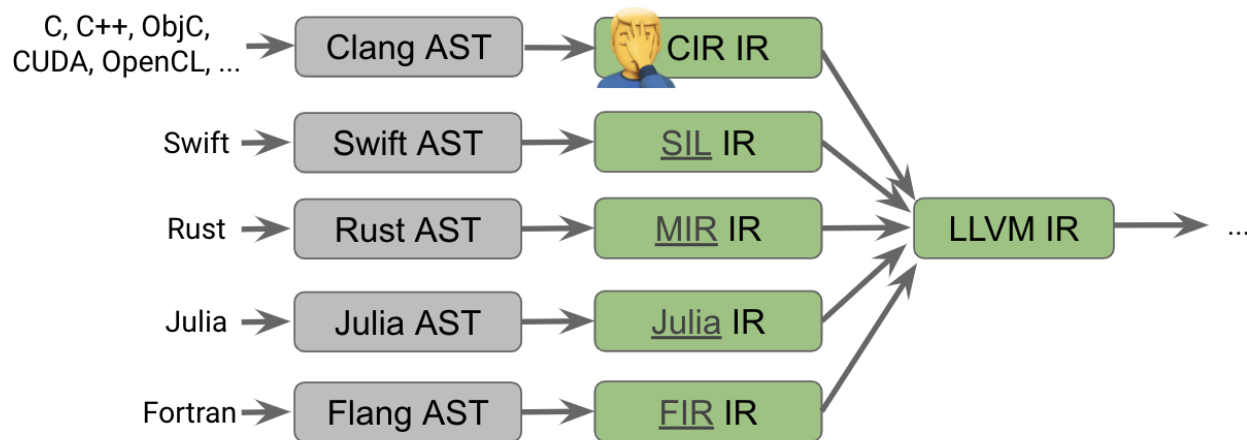 C, C++, ObjC,
CUDA, OpenCL, ...
Clang AST
CIR IR
Swift
Swift AST
SIL IR
Rust
Rust AST
MIR IR
LLVM IR
...
Julia
Julia AST
Julia IR
Fortran
Flang AST
FIR IR